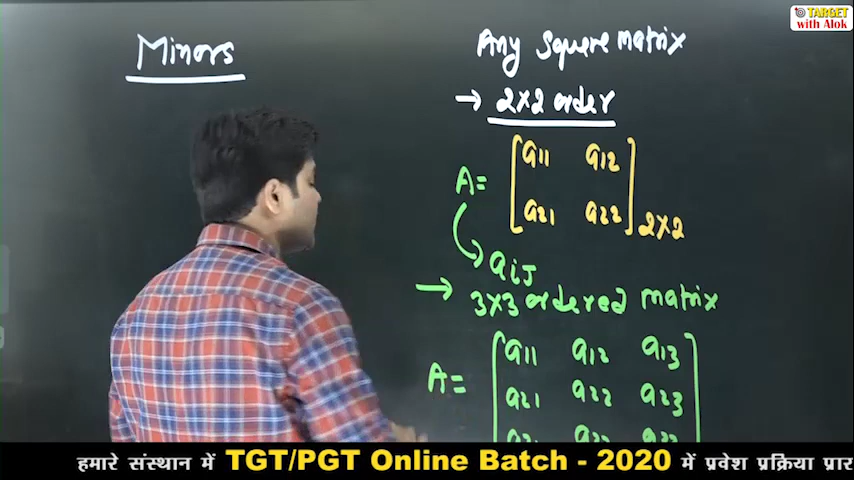 TARGET
with Alok
Minors
Any square matrix
→ 2×2 order
A= [a11 a12
a21 a22]2×2
aij
→ 3×3 ordered matrix
A= [a11 a12 a13
a21 a22 a23
हमारे संस्थान में TGT/PGT Online Batch - 2020 में प्रवेश प्रक्रिया प्रार